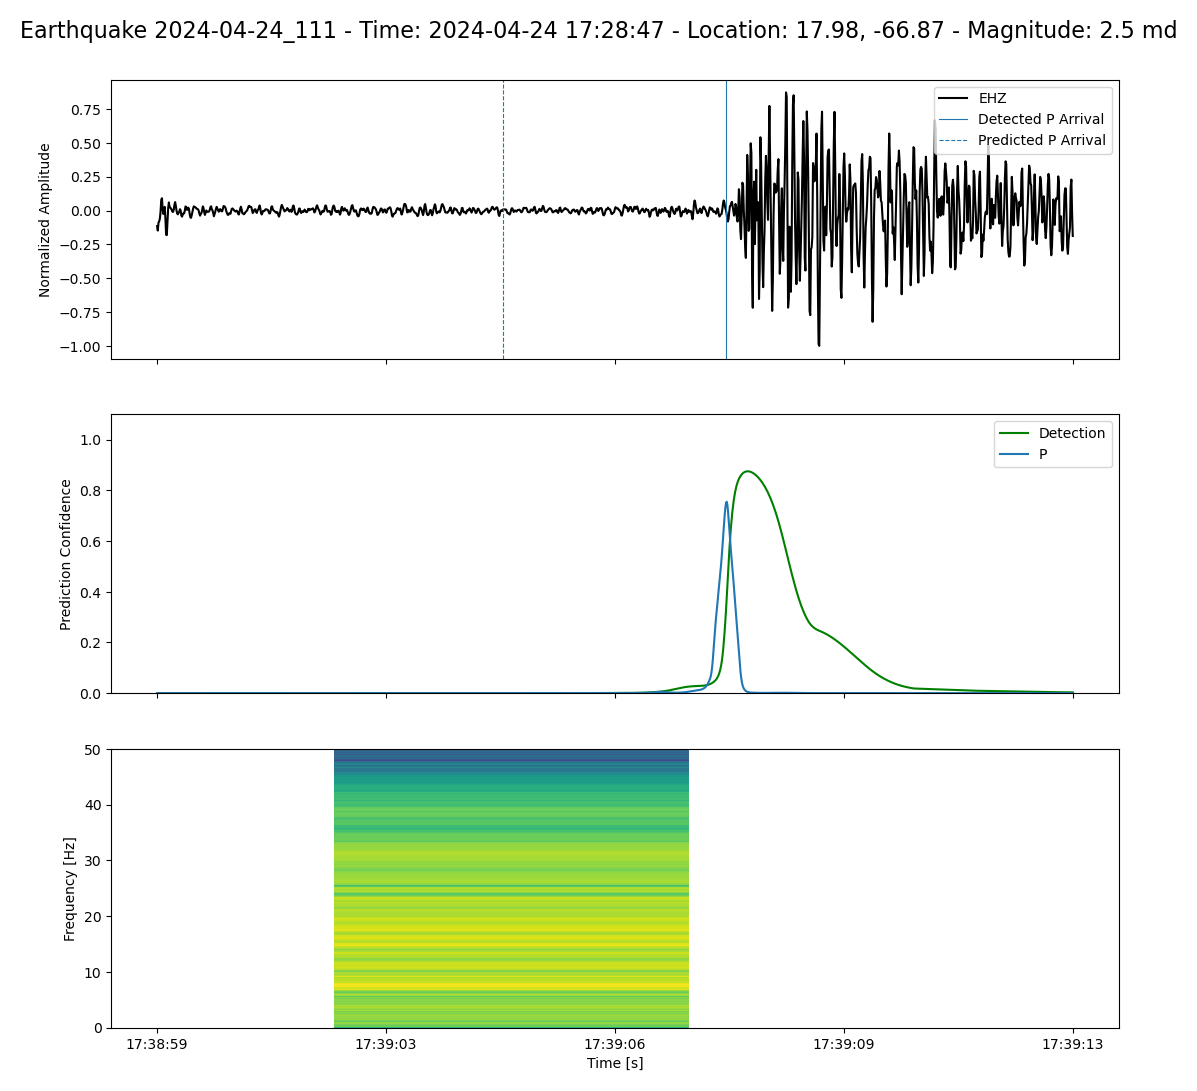 Earthquake 2024-04-24_111 - Time: 2024-04-24 17:28:47 - Location: 17.98, -66.87 - Magnitude: 2.5 md
Normalized Amplitude
0.75
0.50
0.25
0.00
−0.25
−0.50
−0.75
−1.00
EHZ
Detected P Arrival
Predicted P Arrival
Prediction Confidence
1.0
0.8
0.6
0.4
0.2
0.0
Detection
P
Frequency [Hz]
50
40
30
20
10
0
17:38:59 17:39:03 17:39:06 17:39:09 17:39:13
Time [s]